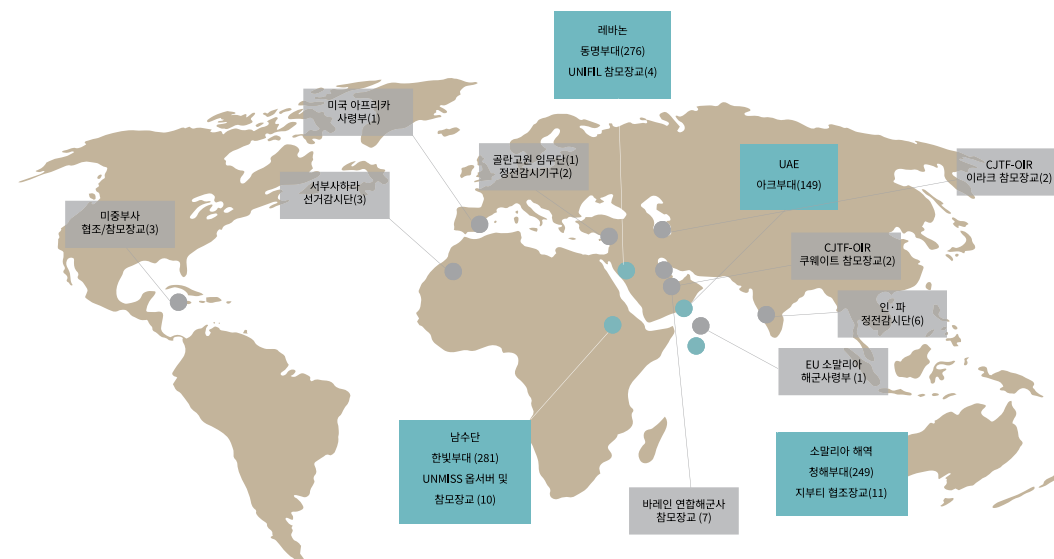 레바논
동명부대(276)
UNIFIL 참모장교(4)
미국 아프리카
사령부(1)
골란고원 임무단(1)
정전감시기구(2)
UAE
아크부대(149)
CJTF-OIR
이라크 참모장교(2)
서부사하라
선거감시단(3)
미중부사
협조/참모장교(3)
CJTF-OIR
쿠웨이트 참모장교(2)
인·파
정전감시단(6)
EU 소말리아
해군사령부 (1)
남수단
한빛부대 (281)
UNMISS 옵서버 및
참모장교 (10)
소말리아 해역
청해부대(249)
지부티 협조장교(11)
바레인 연합해군사
참모장교 (7)